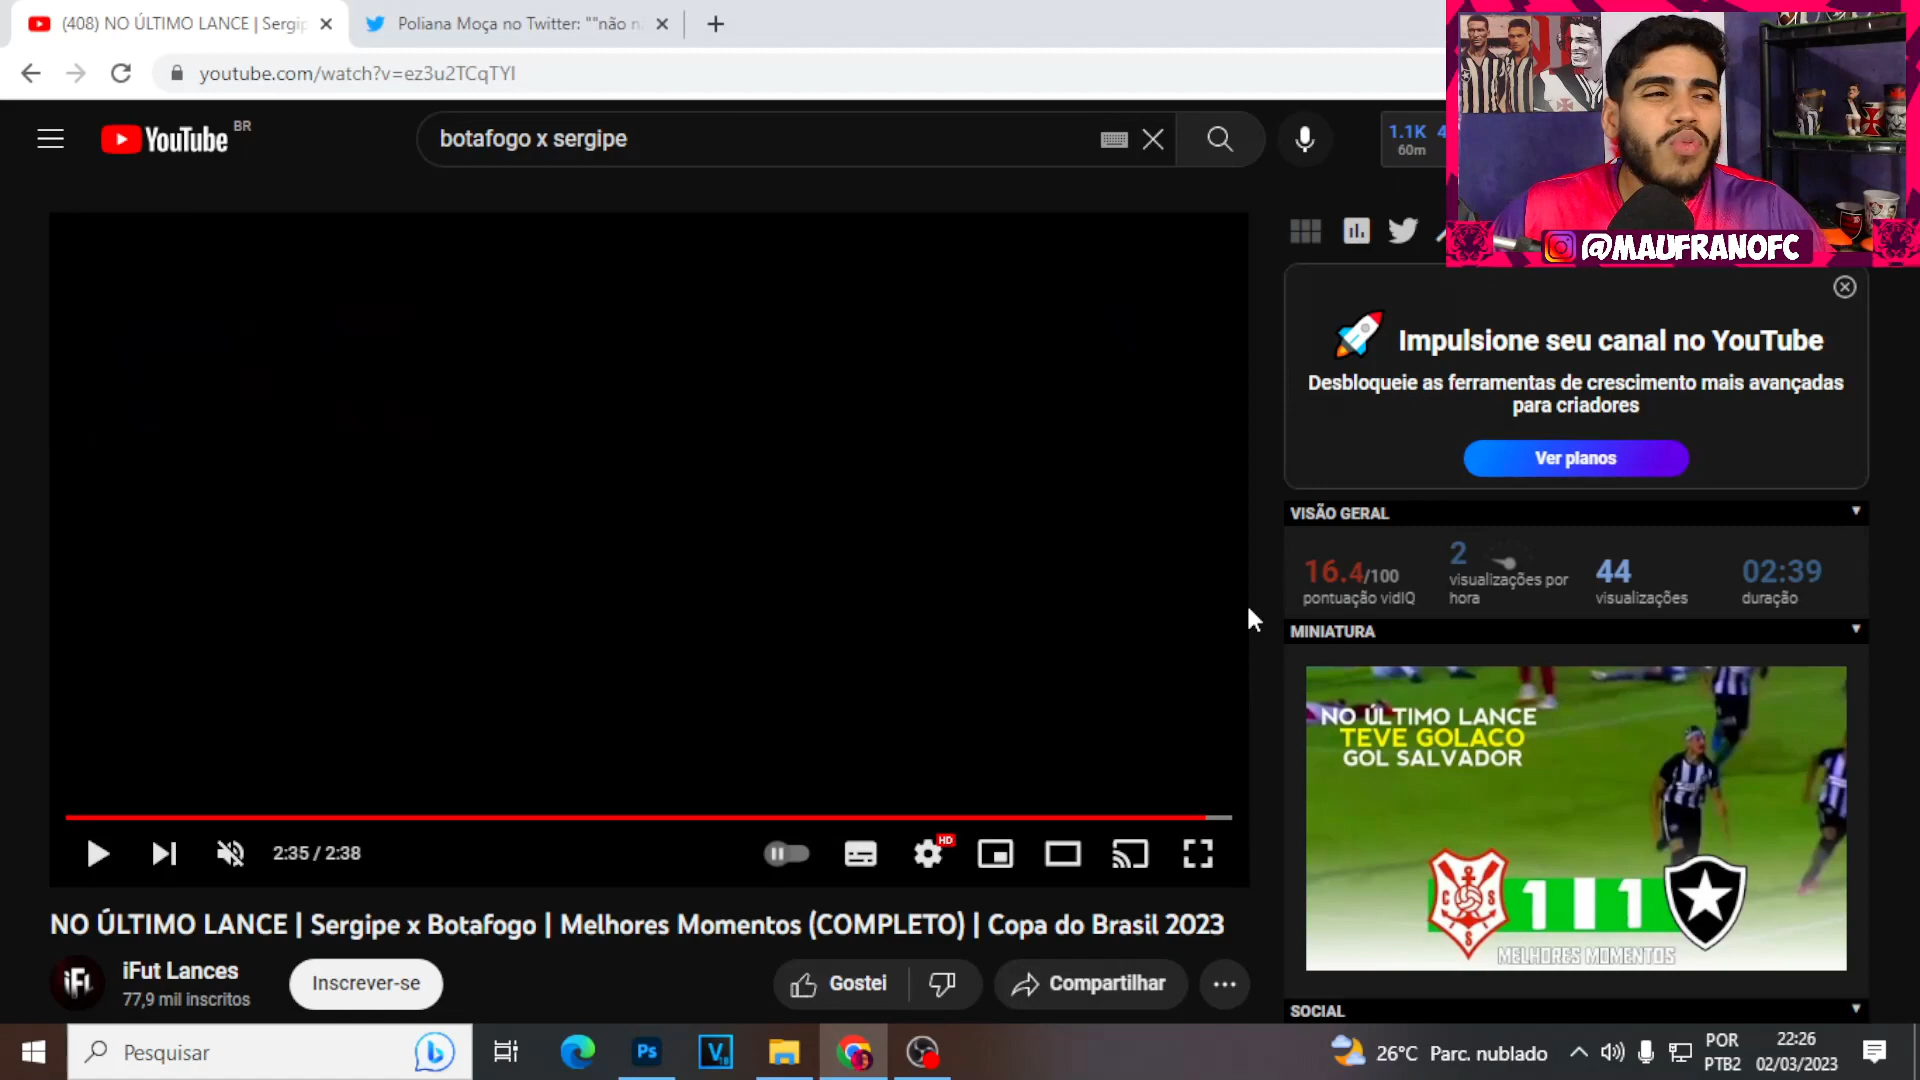 (408) NO ÚLTIMO LANCE | Sergip
Poliana Moça no Twitter: ""não n
youtube.com/watch?v=ez3u2TCqTYI
YouTube BR
botafogo x sergipe
1.1K 4
60m
@MAUFRANOFC
Impulsione seu canal no YouTube
Desbloqueie as ferramentas de crescimento mais avançadas
para criadores
Ver planos
VISÃO GERAL
16.4/100
pontuação vidIQ
2
visualizações por
hora
44
visualizações
02:39
duração
MINIATURA
NO ÚLTIMO LANCE
TEVE GOLACO
GOL SALVADOR
C S
S
1 1
MELHORES MOMENTOS
HD
2:35 / 2:38
NO ÚLTIMO LANCE | Sergipe x Botafogo | Melhores Momentos (COMPLETO) | Copa do Brasil 2023
iFL
iFut Lances
77,9 mil inscritos
Inscrever-se
Gostei
Compartilhar
SOCIAL
Pesquisar
Ps
V
26°C Parc. nublado
POR
PTB2
22:26
02/03/2023